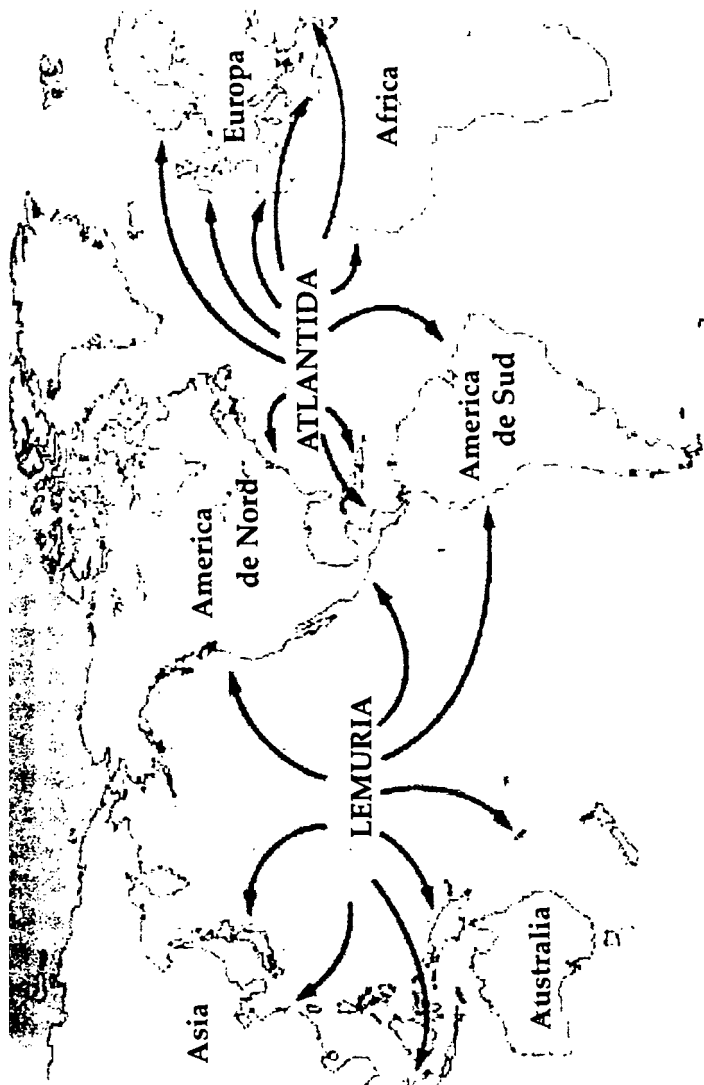 Asia
America
de Nord
Europa
ATLANTIDA
Africa
LEMURIA
America
de Sud
Australia